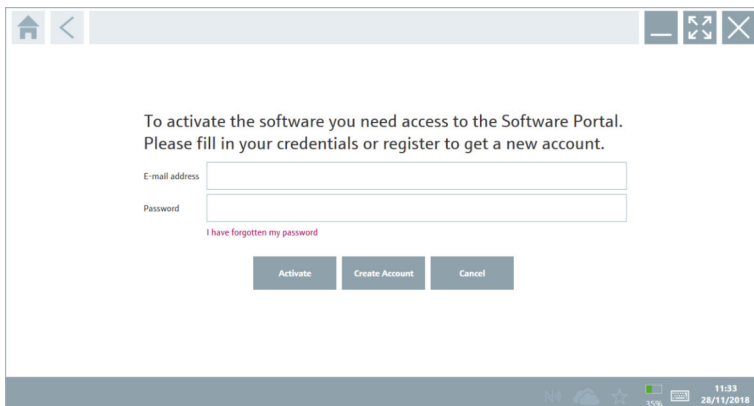 To activate the software you need access to the Software Portal.
Please fill in your credentials or register to get a new account.
E-mail address
Password
I have forgotten my password
Activate
Create Account
Cancel
11:33
35%
28/11/2018